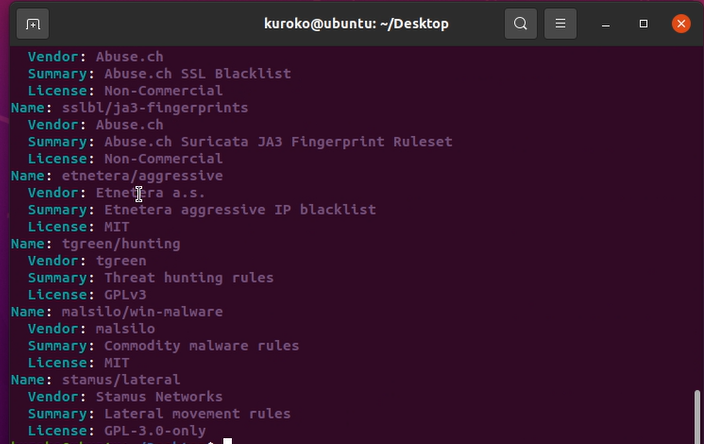 kuroko@ubuntu: ~/Desktop
Vendor: Abuse.ch
Summary: Abuse.ch SSL Blacklist
License: Non-Commercial
Name: sslbl/ja3-fingerprints
Vendor: Abuse.ch
Summary: Abuse.ch Suricata JA3 Fingerprint Ruleset
License: Non-Commercial
Name: etnetera/aggressive
Vendor: Etnetera a.s.
Summary: Etnetera aggressive IP blacklist
License: MIT
Name: tgreen/hunting
Vendor: tgreen
Summary: Threat hunting rules
License: GPLv3
Name: malsilo/win-malware
Vendor: malsilo
Summary: Commodity malware rules
License: MIT
Name: stamus/lateral
Vendor: Stamus Networks
Summary: Lateral movement rules
License: GPL-3.0-only